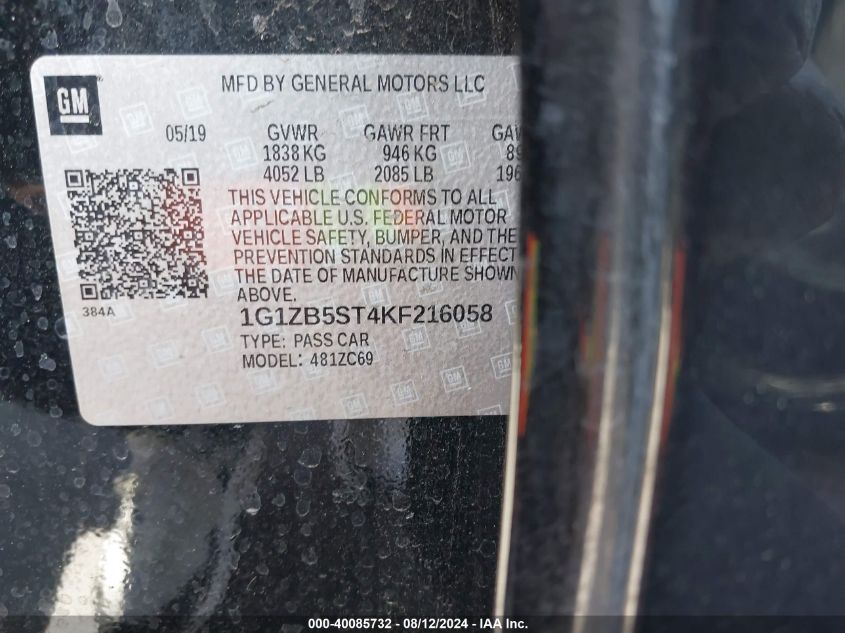 GM
MFD BY GENERAL MOTORS LLC
05/19 GVWR GAWR FRT
1838 KG 946 KG
4052 LB 2085 LB
THIS VEHICLE CONFORMS TO ALL
APPLICABLE U.S. FEDERAL MOTOR
VEHICLE SAFETY, BUMPER, AND THE
PREVENTION STANDARDS IN EFFECT
THE DATE OF MANUFACTURE SHOWN
ABOVE.
384A
1G1ZB5ST4KF216058
TYPE: PASS CAR
MODEL: 481ZC69
000-40085732 - 08/12/2024 - IAA Inc.